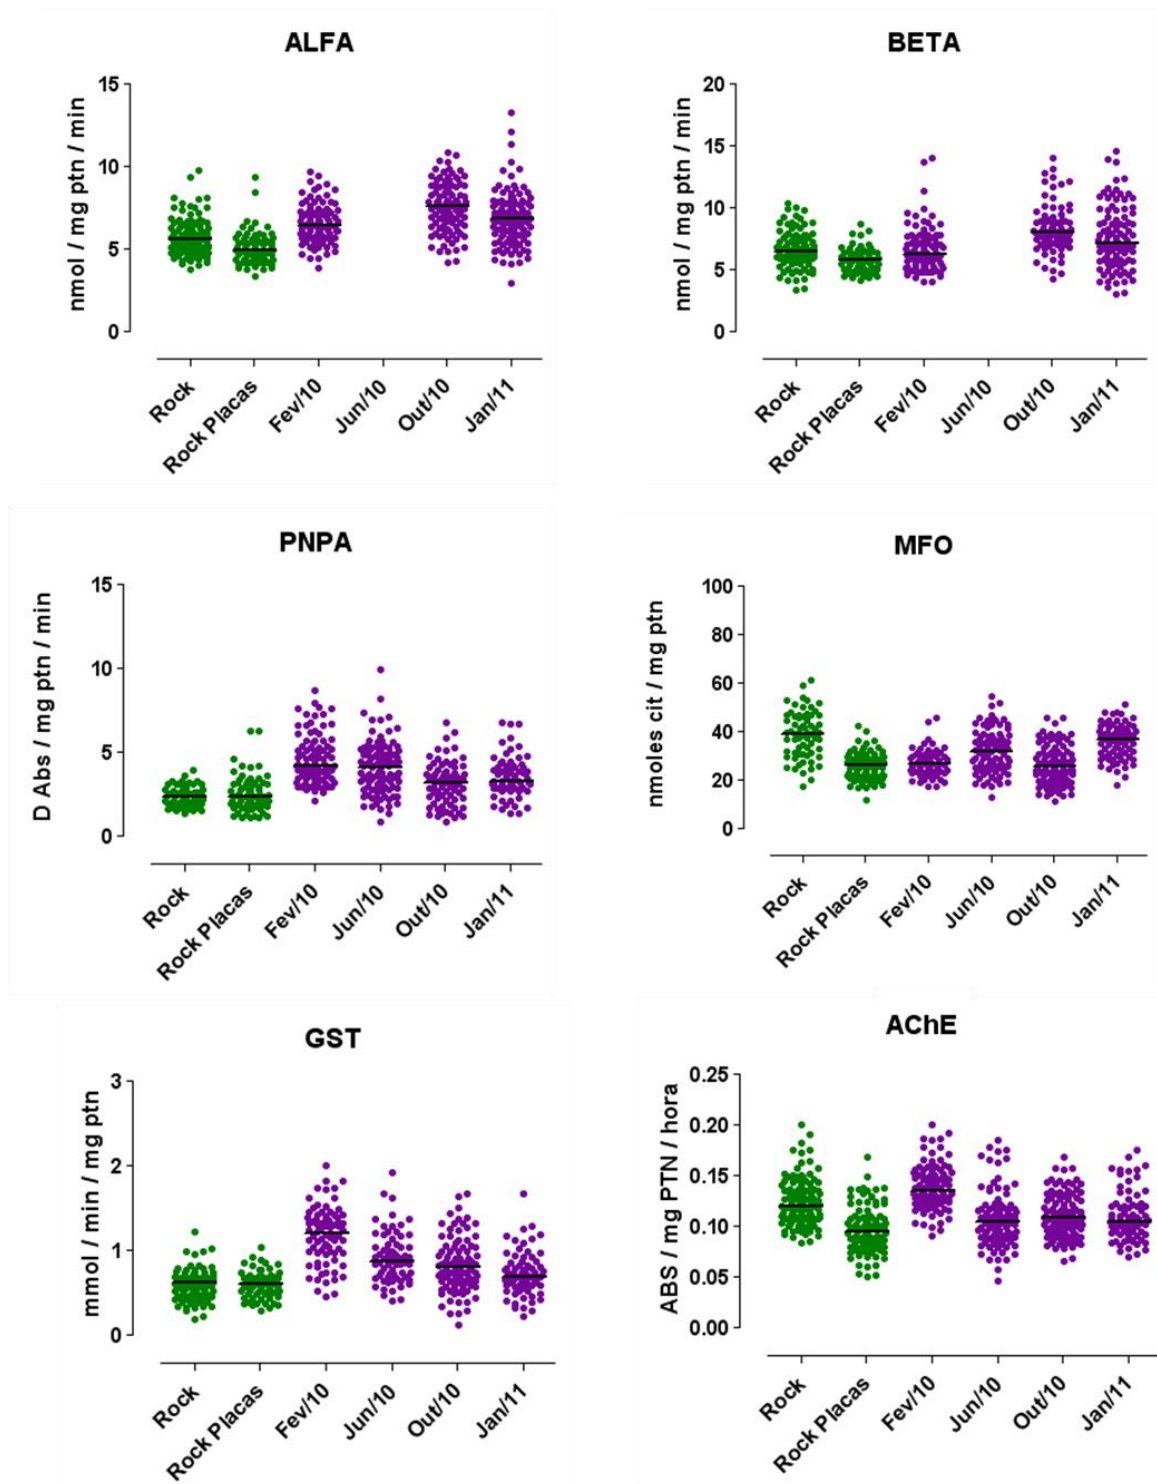 ALFA
nmol / mg ptn / min
15
10
5
0
Rock
Rock Placas
Fev/10
Jun/10
Out/10
Jan/11
BETA
nmol / mg ptn / min
20
15
10
5
0
Rock
Rock Placas
Fev/10
Jun/10
Out/10
Jan/11
PNPA
D Abs / mg ptn / min
15
10
5
0
Rock
Rock Placas
Fev/10
Jun/10
Out/10
Jan/11
MFO
nmoles cit / mg ptn
100
80
60
40
20
0
Rock
Rock Placas
Fev/10
Jun/10
Out/10
Jan/11
GST
mmol / min / mg ptn
3
2
1
0
Rock
Rock Placas
Fev/10
Jun/10
Out/10
Jan/11
AChE
ABS / mg PTN / hora
0.25
0.20
0.15
0.10
0.05
0.00
Rock
Rock Placas
Fev/10
Jun/10
Out/10
Jan/11